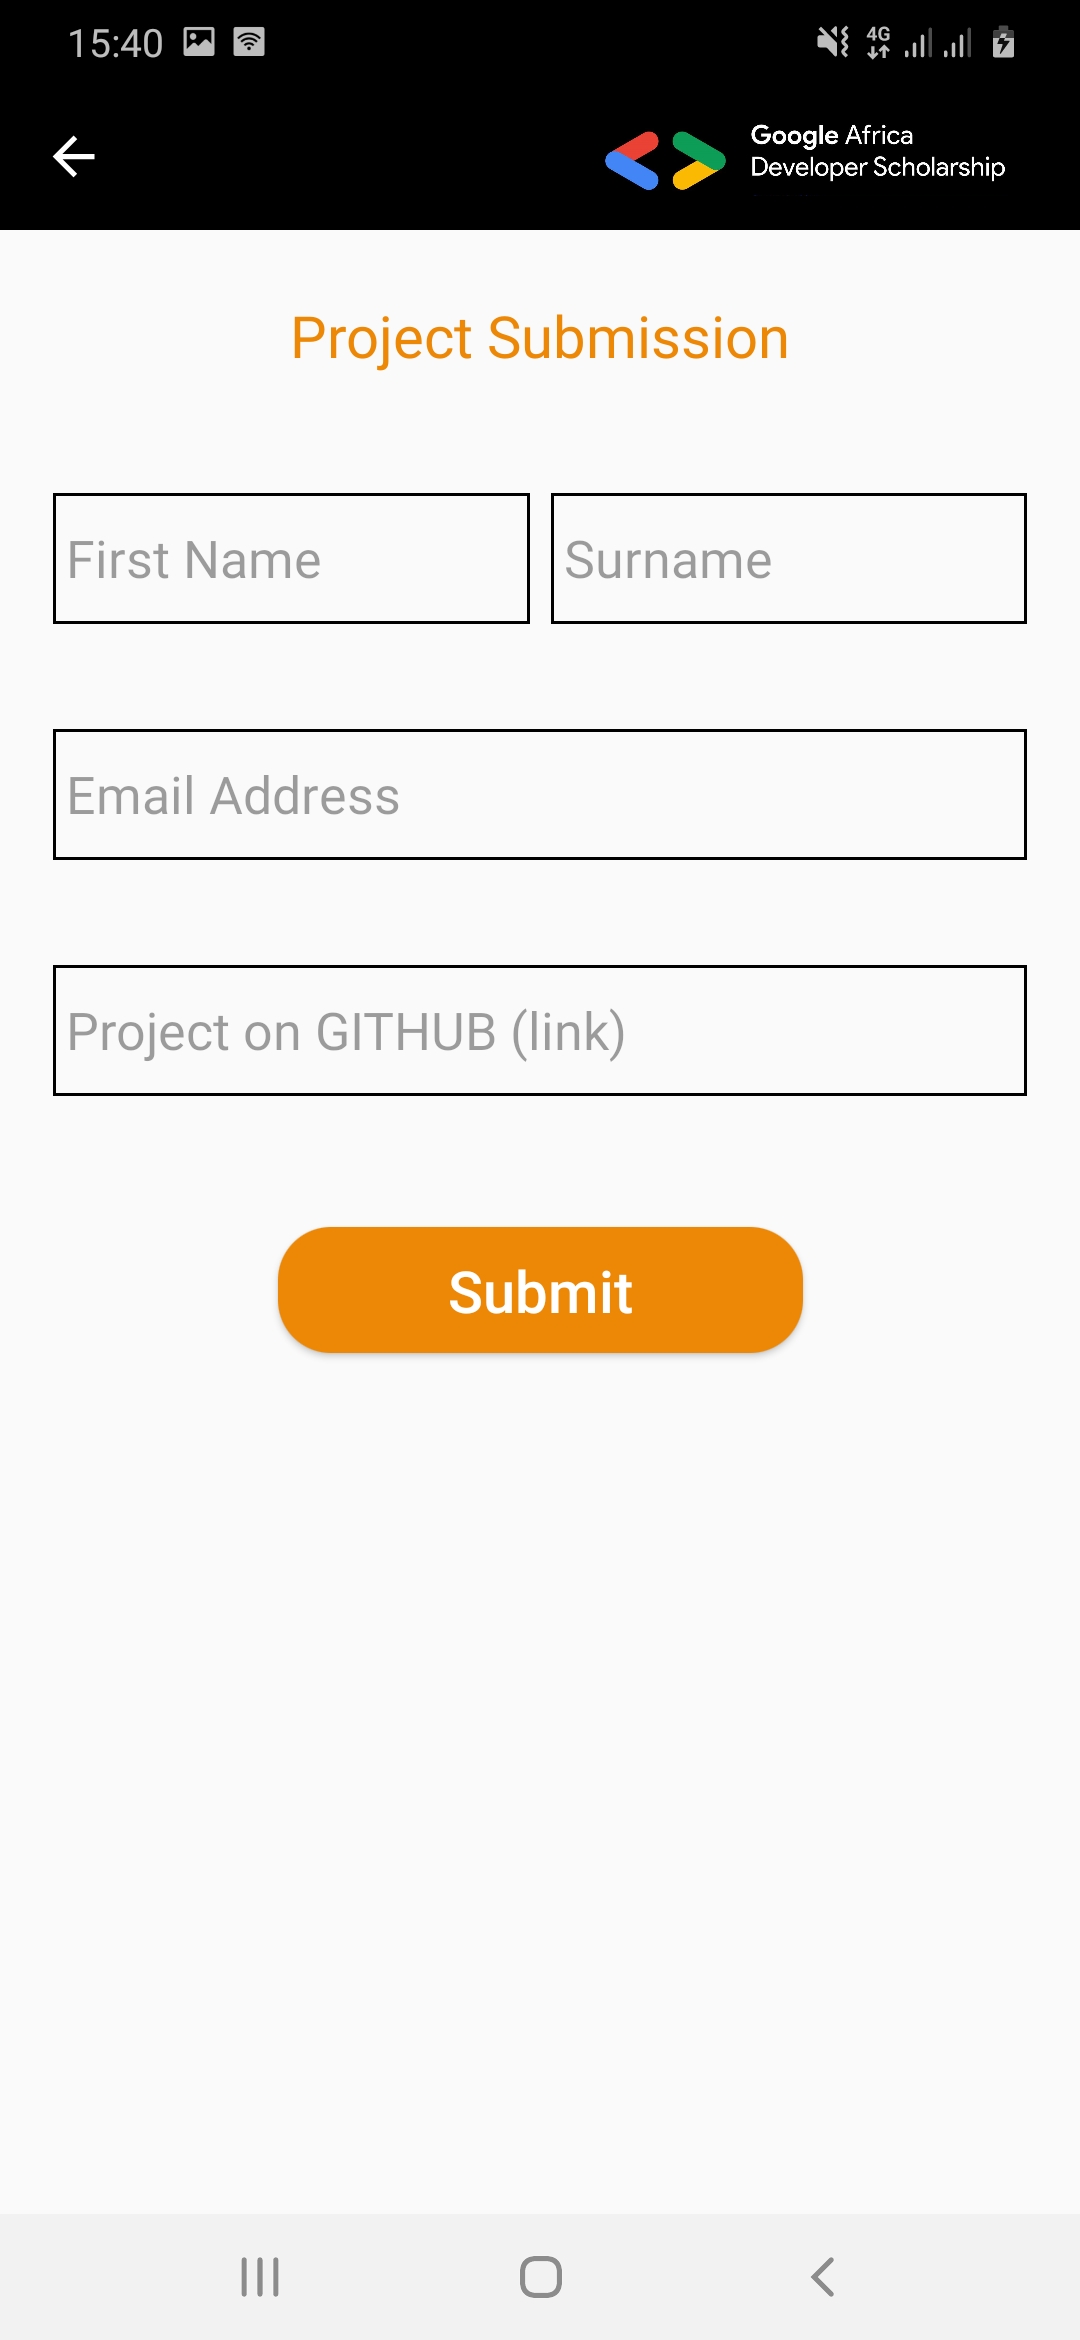 15:40
4G
Google Africa
Developer Scholarship
Project Submission
First Name
Surname
Email Address
Project on GITHUB (link)
Submit